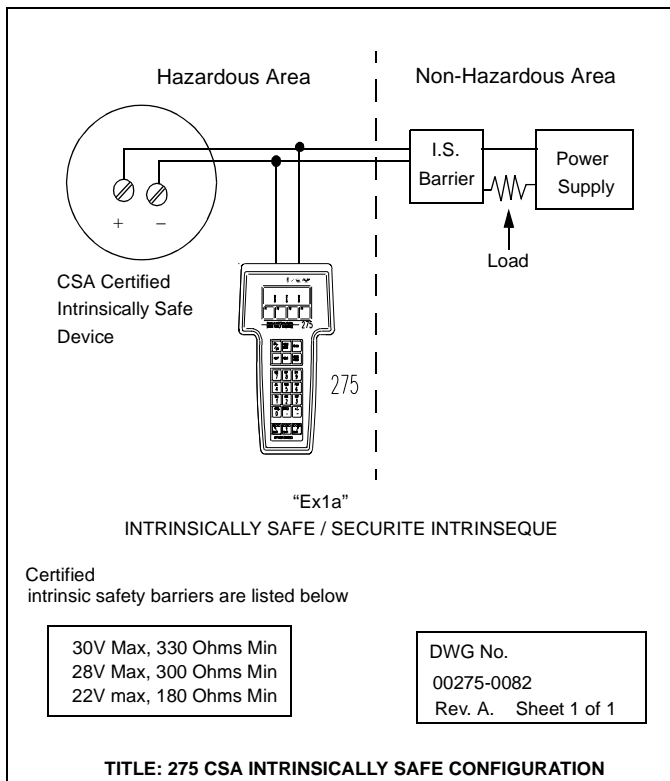 Hazardous Area
Non-Hazardous Area
I.S.
Barrier
Power
Supply
Load
+ –
CSA Certified
Intrinsically Safe
Device
275
275
"Ex1a"
INTRINSICALLY SAFE / SECURITE INTRINSEQUE
Certified
intrinsic safety barriers are listed below
30V Max, 330 Ohms Min
28V Max, 300 Ohms Min
22V max, 180 Ohms Min
DWG No.
00275-0082
Rev. A. Sheet 1 of 1
TITLE: 275 CSA INTRINSICALLY SAFE CONFIGURATION